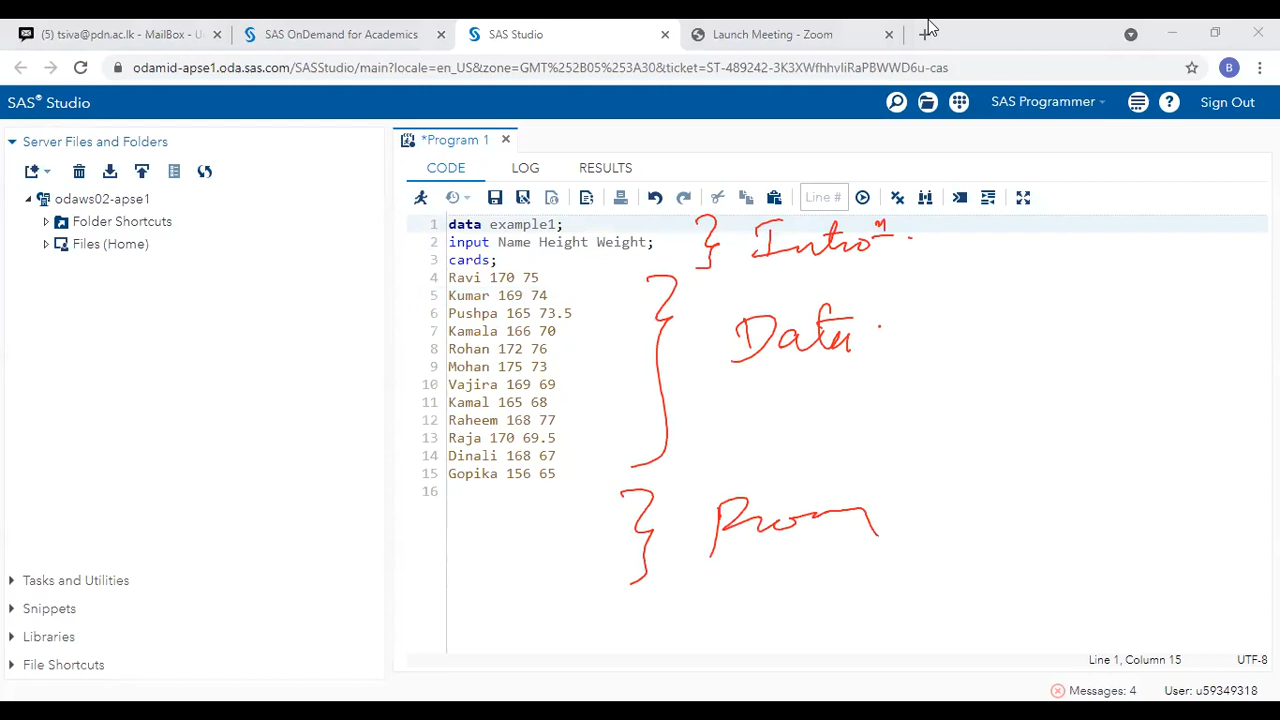 (5) tsiva@pdn.ac.lk - MailBox - U
SAS OnDemand for Academics
SAS Studio
Launch Meeting - Zoom
odamid-apse1.oda.sas.com/SASStudio/main?locale=en_US&zone=GMT%252B05%253A30&ticket=ST-489242-3K3XWfhhvIiRaPBWWD6u-cas
B
SAS® Studio
SAS Programmer
Sign Out
Server Files and Folders
odaws02-aps#1
Folder Shortcuts
Files (Home)
Tasks and Utilities
Snippets
Libraries
File Shortcuts
*Program 1
CODE LOG RESULTS
Line #
1 data example1;
2 input Name Height Weight;
3 cards;
4 Ravi 170 75
5 Kumar 169 74
6 Pushpa 165 73.5
7 Kamala 166 70
8 Rohan 172 76
9 Mohan 175 73
10 Vajira 169 69
11 Kamal 165 68
12 Raheem 168 77
13 Raja 170 69.5
14 Dinali 168 67
15 Gopika 156 65
16
Intro n.
Data.
Line 1, Column 15
UTF-8
Messages: 4
User: u59349318